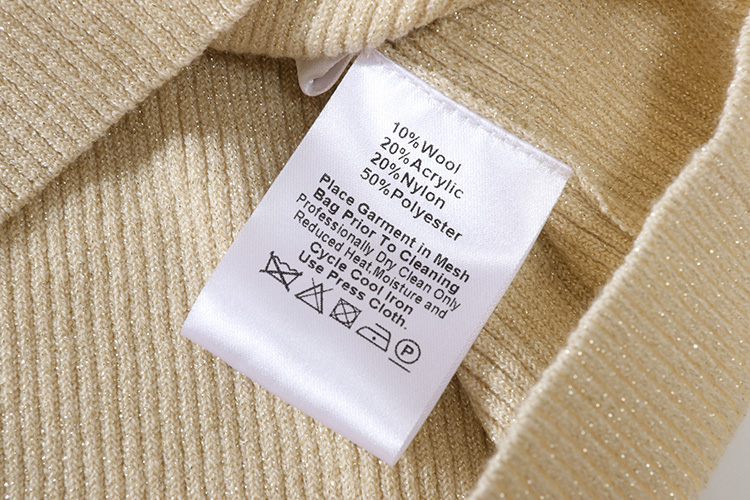 10%Wool
20%Acrylic
20%Nylon
50%Polyester
Place Garment in Mesh
Bag Prior To Cleaning
Professionally Dry Clean Only
Reduced Heat,Moisture and
Cycle Cool Iron
Use Press Cloth.
P